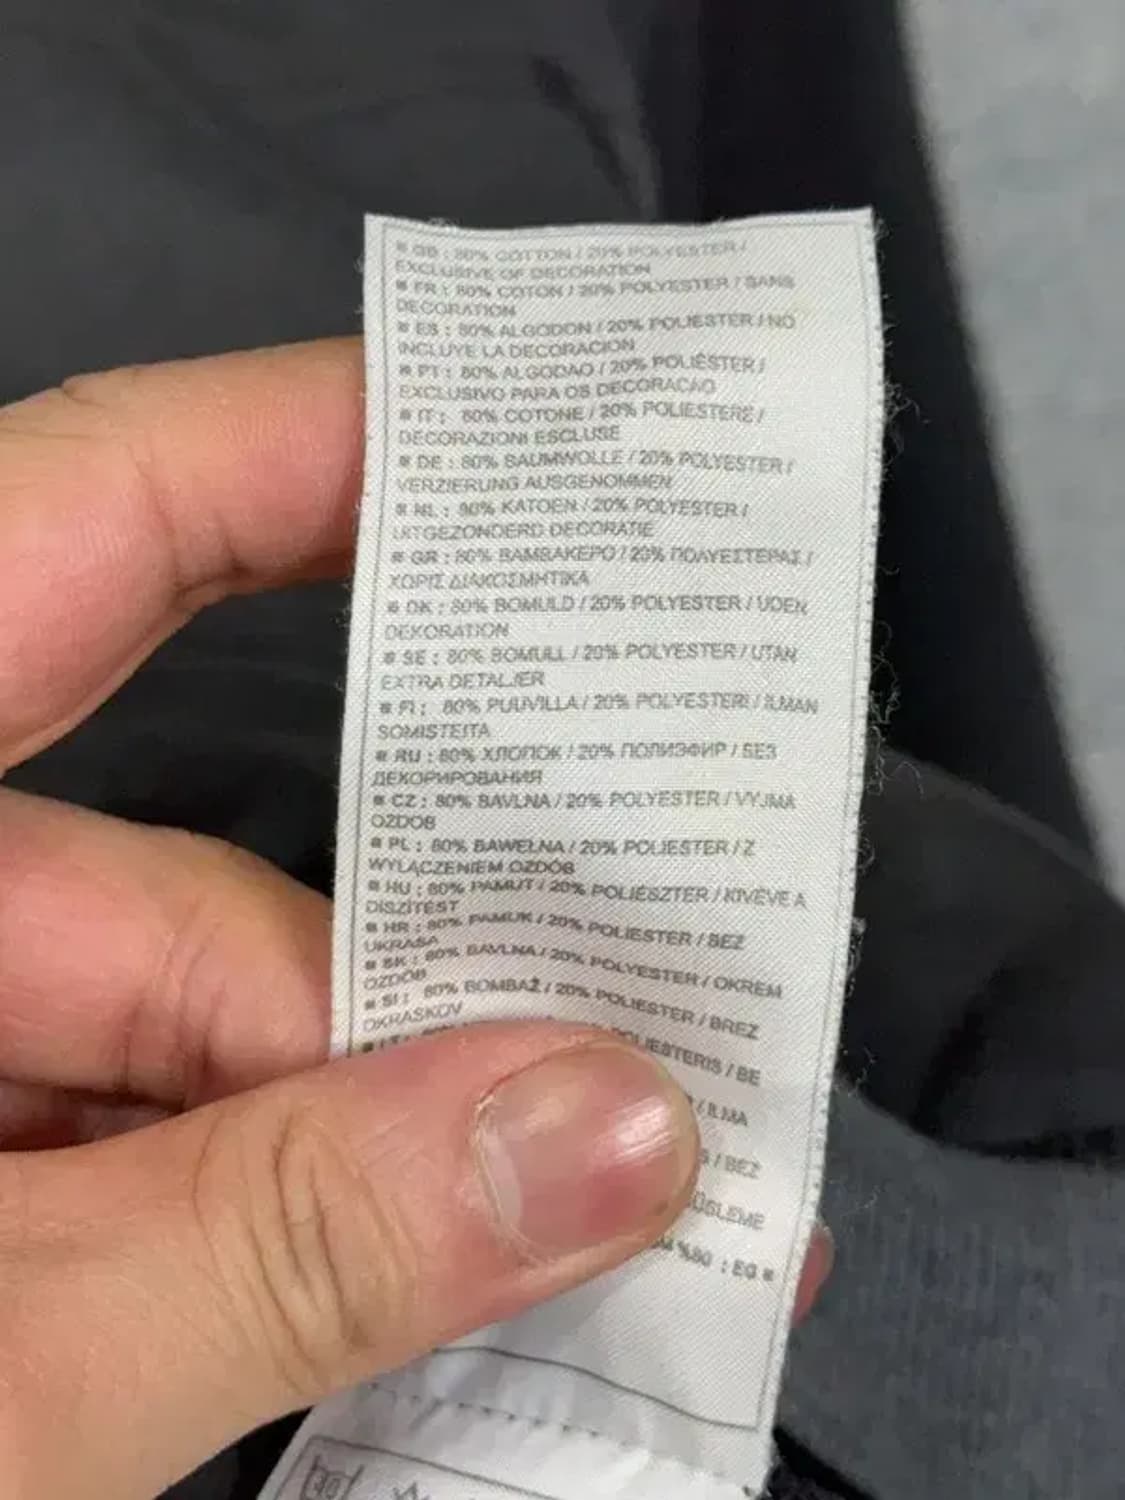 ■ GB : 80% COTTON / 20% POLYESTER /
EXCLUSIVE OF DECORATION
■ FR : 80% COTON / 20% POLYESTER / SANS
DECORATION
■ ES : 80% ALGODON / 20% POLIESTER / NO
INCLUYE LA DECORACION
■ PT : 80% ALGODAO / 20% POLIÉSTER /
EXCLUSIVO PARA OS DECORACAO
■ IT : 80% COTONE / 20% POLIESTERE /
DECORAZIONI ESCLUSE
■ DE : 80% BAUMWOLLE / 20% POLYESTER /
VERZIERUNG AUSGENOMMEN
■ NL : 80% KATOEN / 20% POLYESTER /
UITGEZONDERD DECORATIE
■ GR : 80% ΒΑΜΒΑΚΕΡΟ / 20% ΠΟΛΥΕΣΤΕΡΑΣ /
ΧΩΡΙΣ ΔΙΑΚΟΣΜΗΤΙΚΑ
■ DK : 80% BOMULD / 20% POLYESTER / UDEN
DEKORATION
■ SE : 80% BOMULL / 20% POLYESTER / UTAN
EXTRA DETALJER
■ FI : 80% PUUVILLA / 20% POLYESTERI / ILMAN
SOMISTEITA
■ RU : 80% ХЛОПОК / 20% ПОЛИЭФИР / БЕЗ
ДЕКОРИРОВАНИЯ
■ CZ : 80% BAVLNA / 20% POLYESTER / VYJMA
OZDOB
■ PL : 80% BAWEŁNA / 20% POLIESTER / Z
WYŁĄCZENIEM OZDÓB
■ HU : 80% PAMUT / 20% POLIÉSZTER / KIVÉVE A
DÍSZÍTÉST
■ HR : 80% PAMUK / 20% POLIESTER / BEZ
UKRASA
■ SK : 80% BAVLNA / 20% POLYESTER / OKREM
OZDÔB
■ SI : 80% BOMBAŽ / 20% POLIESTER / BREZ
OKRASKOV
■ LT : POLIESTERIS / BE
/ ILMA
/ BEZ
SÜSLEME
%80 : EG ■
30